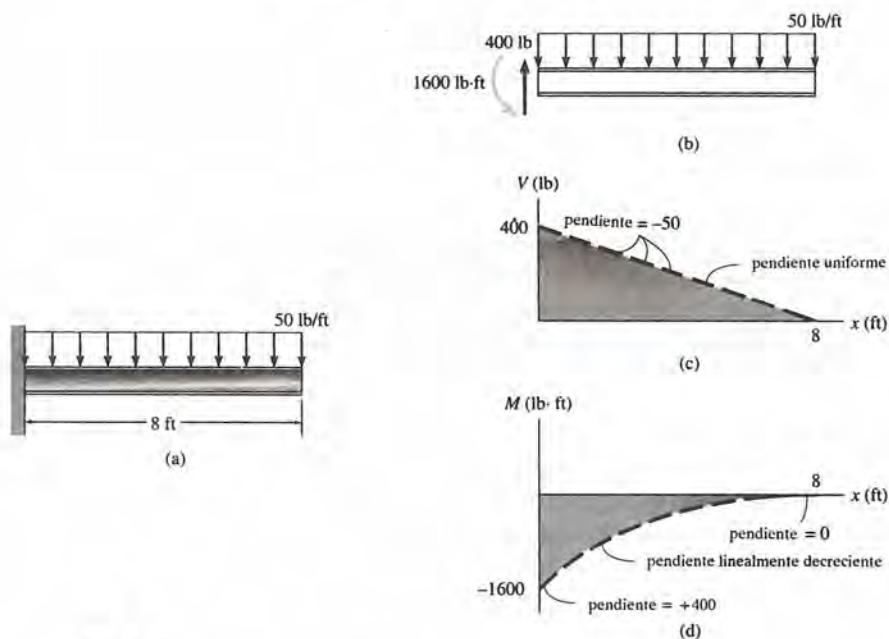 50 lb/ft
8 ft
(a)
50 lb/ft
400 lb
1600 lb·ft
(b)
V (lb)
400
pendiente = –50
pendiente uniforme
8
x (ft)
(c)
M (lb· ft)
8
x (ft)
pendiente = 0
pendiente linealmente decreciente
–1600
pendiente = +400
(d)